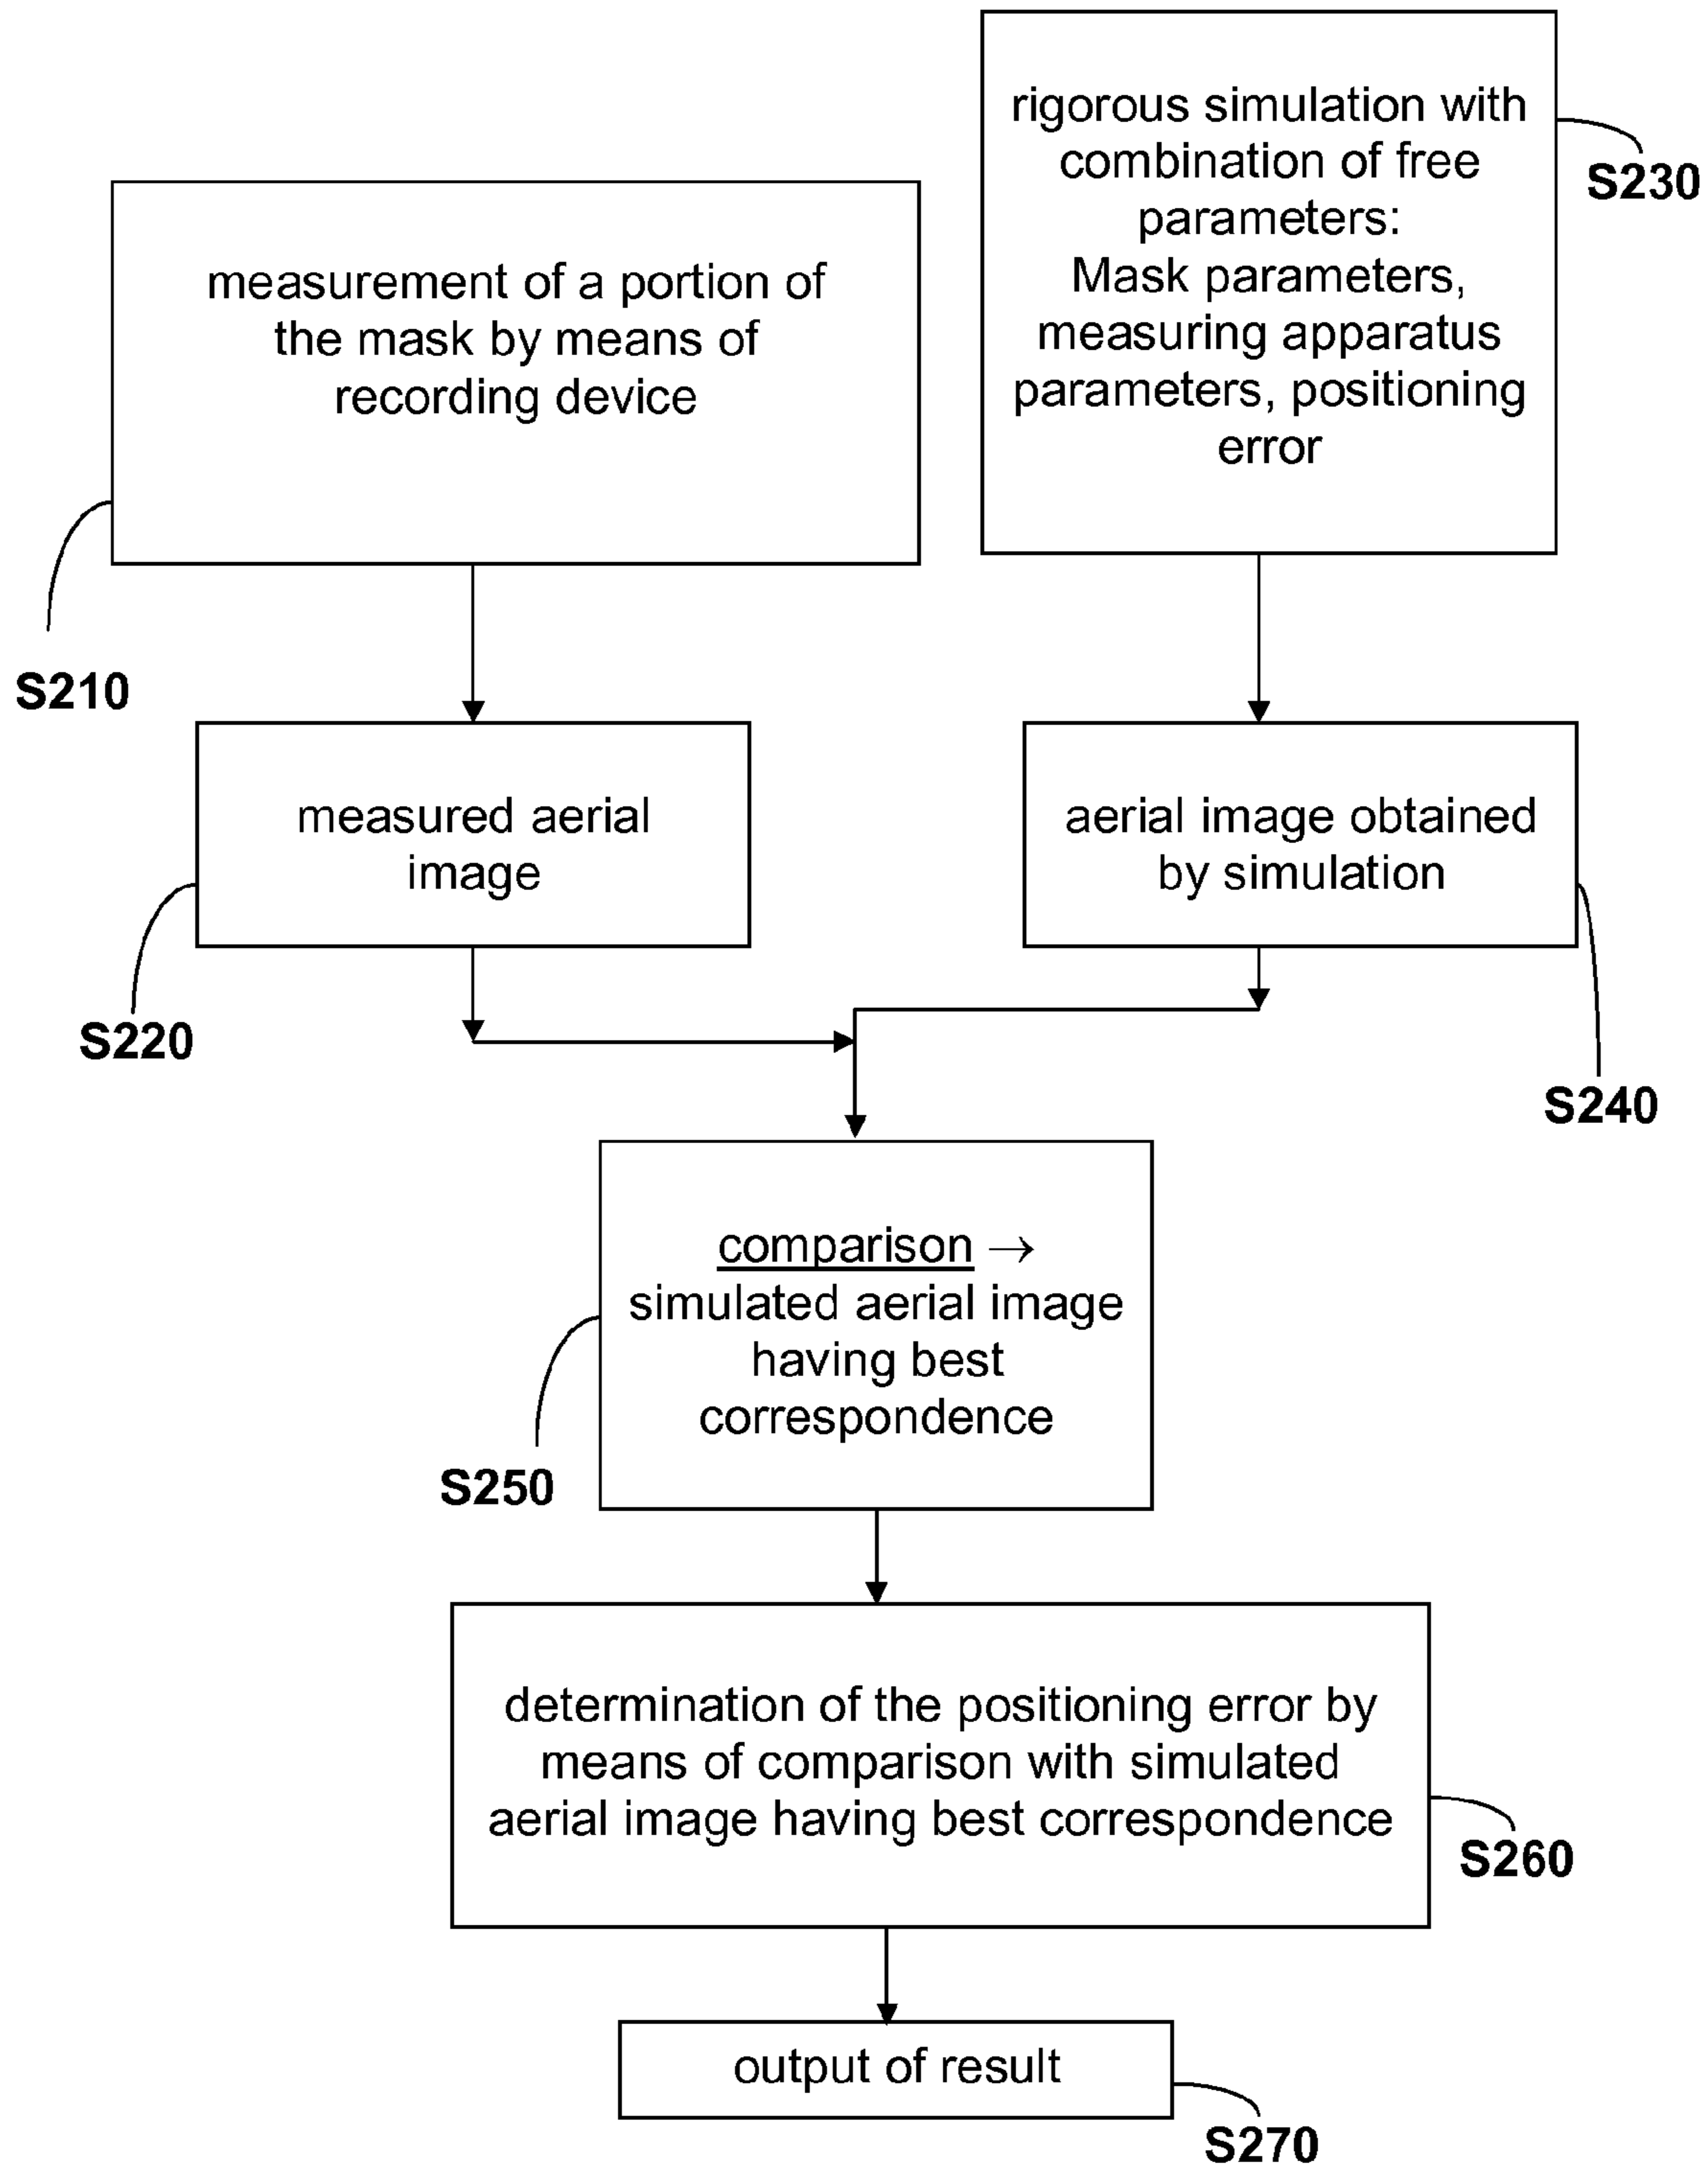 measurement of a portion of
the mask by means of
recording device
S210
rigorous simulation with
combination of free
parameters:
Mask parameters,
measuring apparatus
parameters, positioning
error
S230
measured aerial
image
S220
aerial image obtained
by simulation
S240
comparison →
simulated aerial image
having best
correspondence
S250
determination of the positioning error by
means of comparison with simulated
aerial image having best correspondence
S260
output of result
S270